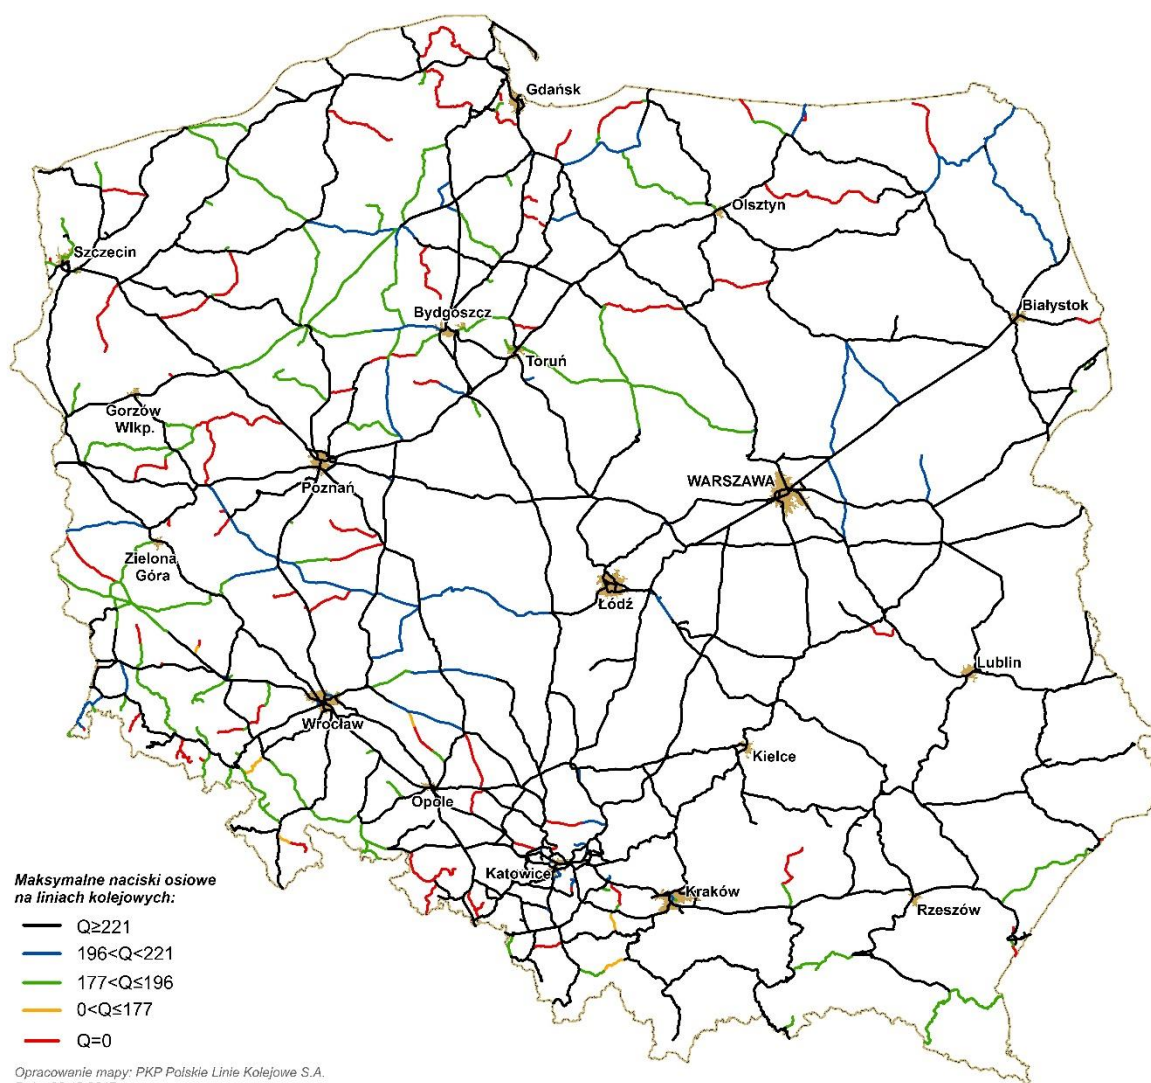 Gdańsk
Olsztyn
Szczecin
Białystok
Bydgoszcz
Toruń
Gorzów
Wlkp.
WARSZAWA
Poznań
Zielona
Góra
Łódź
Lublin
Wrocław
Kielce
Opole
Katowice
Kraków
Rzeszów
Maksymalne naciski osiowe
na liniach kolejowych:
Q≥221
196<Q<221
177<Q≤196
0<Q≤177
Q=0
Opracowanie mapy: PKP Polskie Linie Kolejowe S.A.